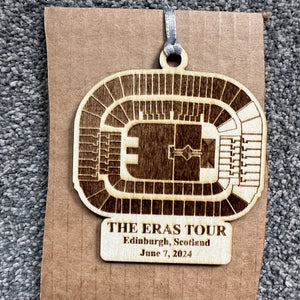 THE ERAS TOUR
Edinburgh, Scotland
June 7, 2024